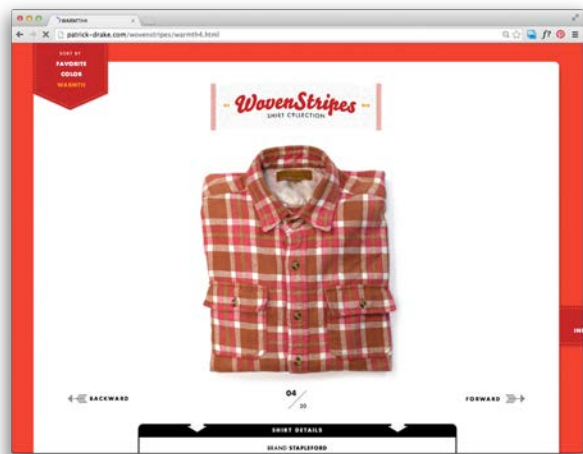 WARMTH4
patrick-drake.com/wovenstripes/warmth4.html
SORT BY
FAVORITE
COLOR
WARMTH
WovenStripes
SHIRT COLLECTION
BACKWARD
04
20
FORWARD
SHIRT DETAILS
BRAND STAPLEFORD